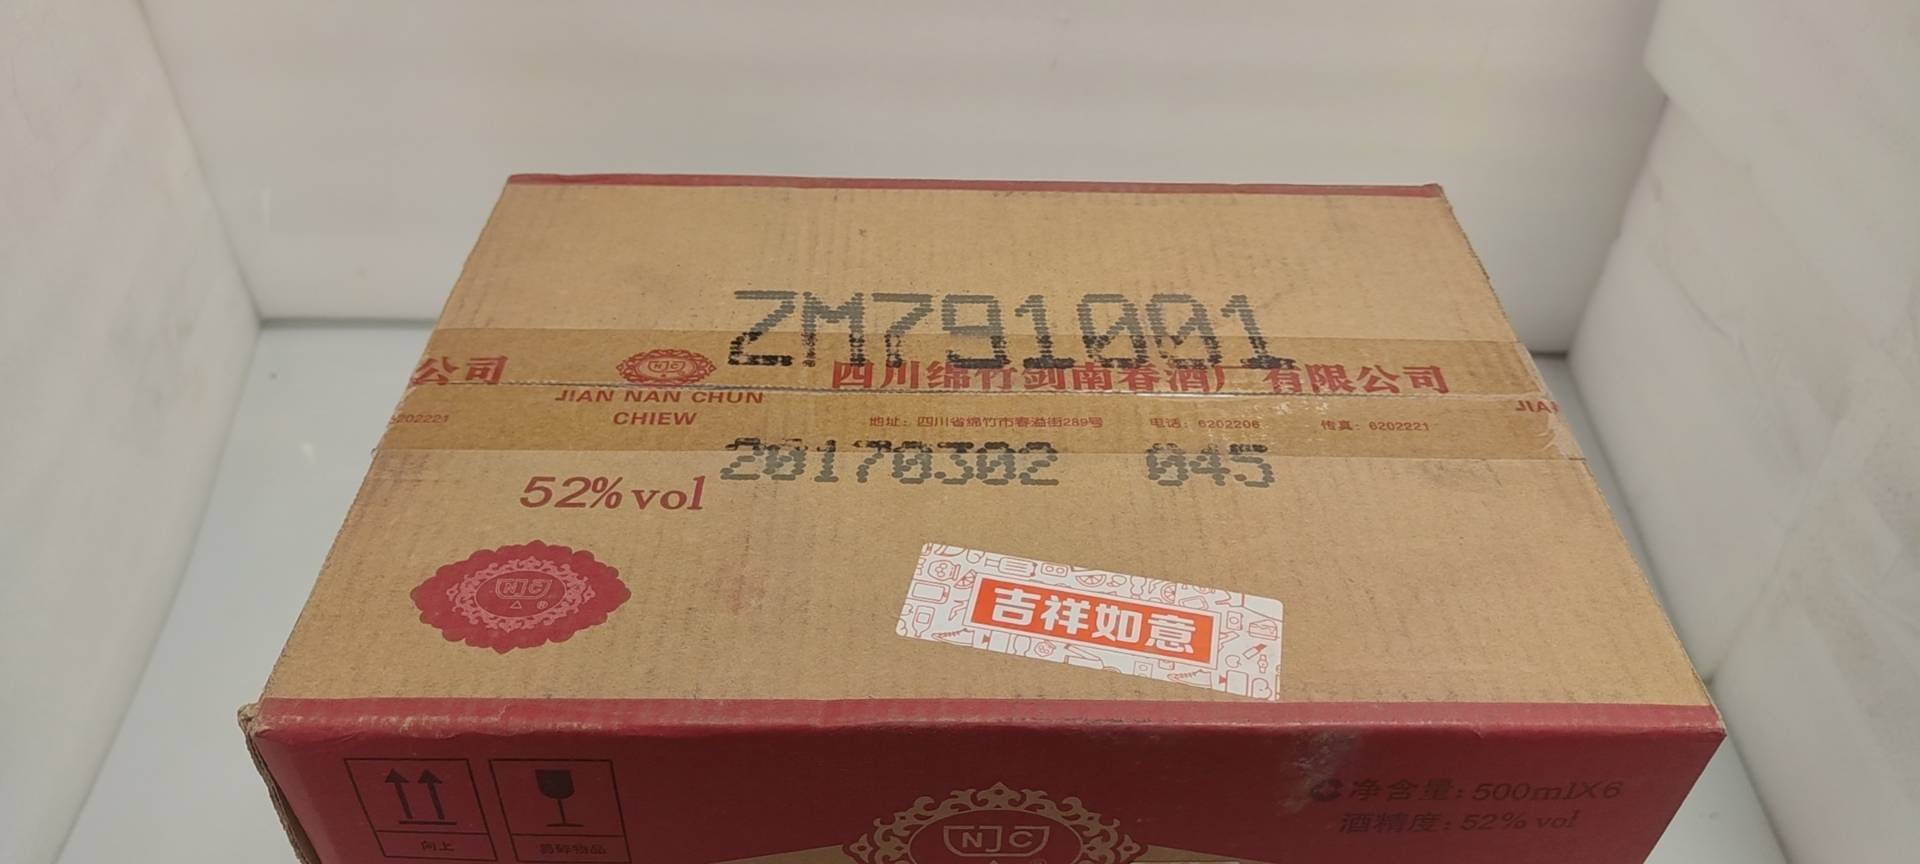 ZM791001
公司
NJC
四川绵竹剑南春酒厂有限公司
JIAN NAN CHUN
CHIEW
JIAN
6202221
地址：四川省绵竹市春溢街289号 电话：6202206 传真：6202221
20170302 045
52%vol
NJC
®
吉祥如意
向上
易碎物品
NJC
净含量：500mlX6
酒精度：52% vol